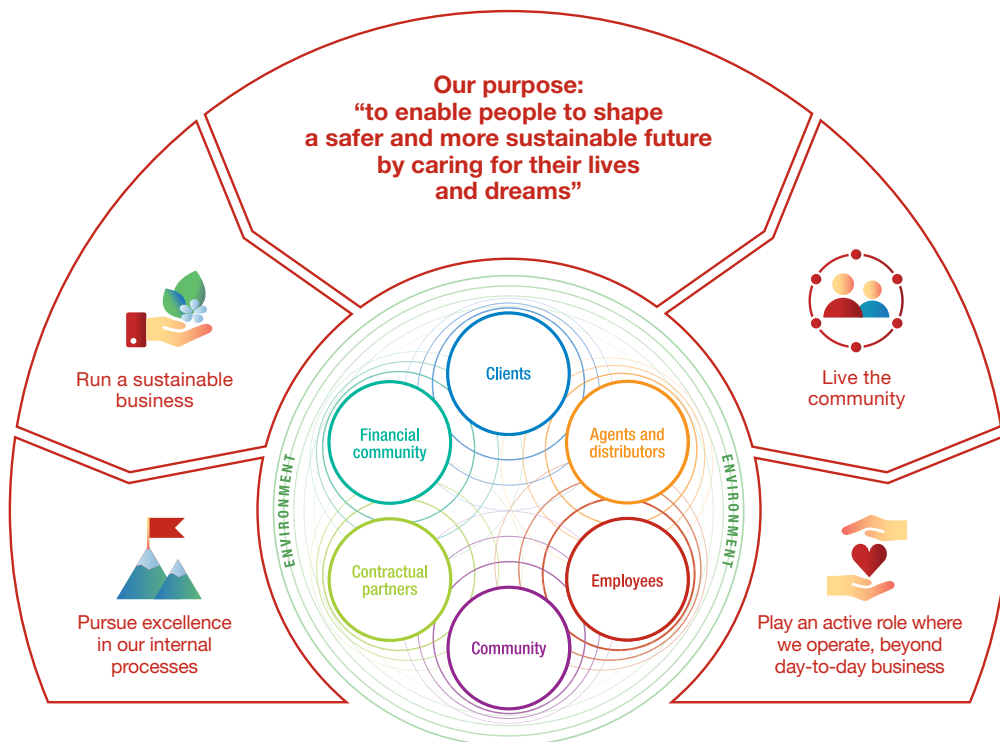 Our purpose:
“to enable people to shape
a safer and more sustainable future
by caring for their lives
and dreams”
Run a sustainable
business
Live the
community
Clients
Financial
community
Agents and
distributors
ENVIRONMENT
ENVIRONMENT
Contractual
partners
Employees
Community
Pursue excellence
in our internal
processes
Play an active role where
we operate, beyond
day-to-day business